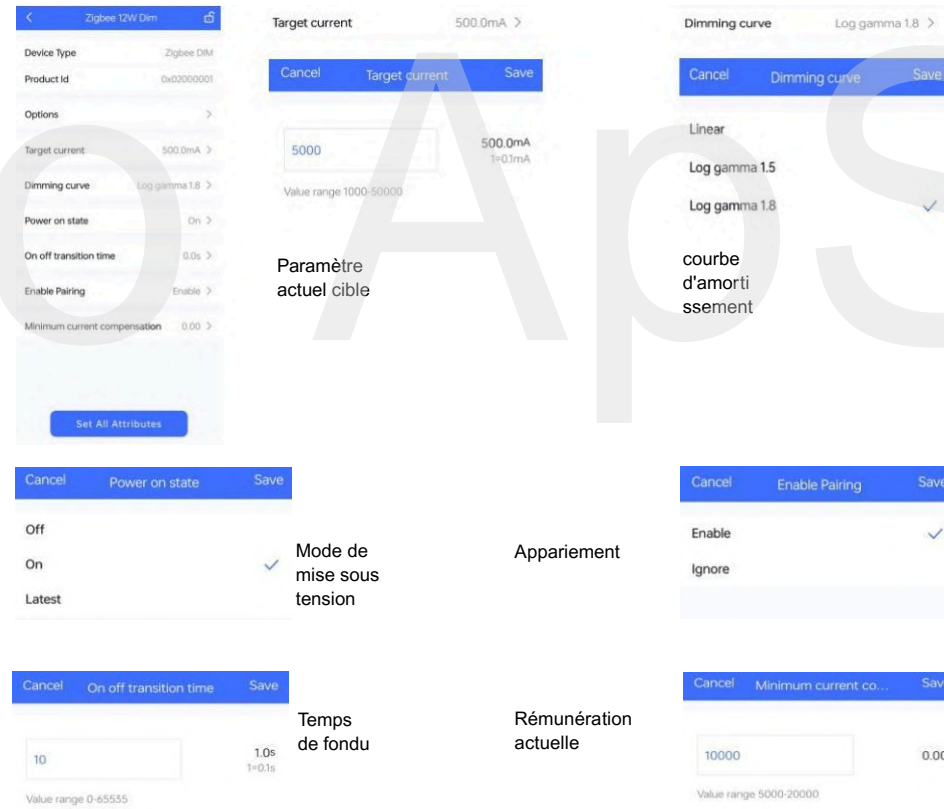 Zigbee 12W Dim
Device Type Zigbee DIM
Product Id 0x02000001
Options
Target current 500.0mA
Dimming curve Log gamma 1.8
Power on state On
On off transition time 0.0s
Enable Pairing Enable
Minimum current compensation 0.00
Set All Attributes
Target current 500.0mA
Cancel Target current Save
5000 500.0mA
1=0.1mA
Value range 1000-50000
Paramètre
actuel cible
Dimming curve Log gamma 1.8
Cancel Dimming curve Save
Linear
Log gamma 1.5
Log gamma 1.8
courbe
d'amorti
ssement
ApS
Cancel Power on state Save
Off
On
Latest
Mode de
mise sous
tension
Appariement
Cancel Enable Pairing Save
Enable
Ignore
Cancel On off transition time Save
10 1.0s
1=0.1s
Value range 0-65535
Temps
de fondu
Rémunération
actuelle
Cancel Minimum current co... Save
10000 0.00
Value range 5000-20000